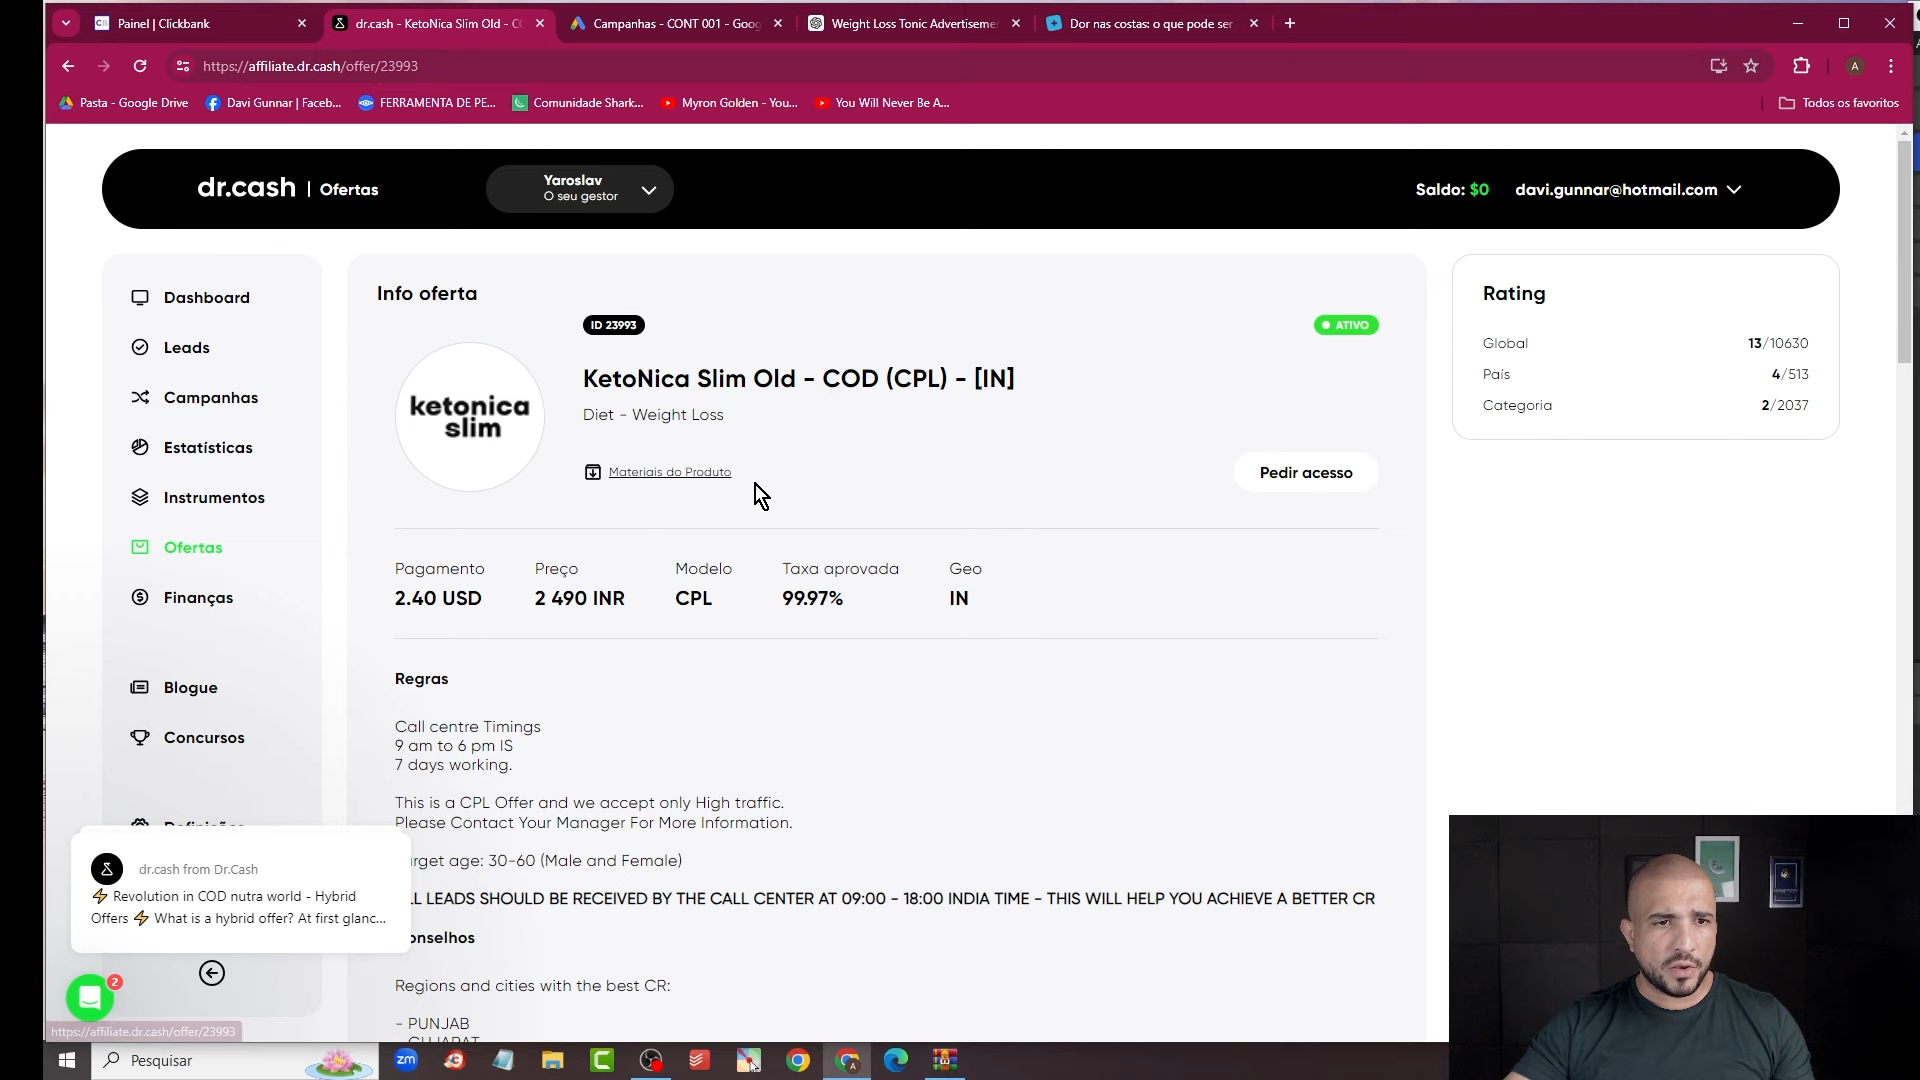 Painel | Clickbank
dr.cash - KetoNica Slim Old - CO
Campanhas - CONT 001 - Goog
Weight Loss Tonic Advertiseme
Dor nas costas: o que pode ser
https://affiliate.dr.cash/offer/23993
A
Pasta - Google Drive
Davi Gunnar | Faceb...
FERRAMENTA DE PE...
Comunidade Shark...
Myron Golden - You...
You Will Never Be A...
Todos os favoritos
dr.cash | Ofertas
Yaroslav
O seu gestor
Saldo: $0
davi.gunnar@hotmail.com
Dashboard
Leads
Campanhas
Estatísticas
Instrumentos
Ofertas
Finanças
Blogue
Concursos
Info oferta
ID 23993
ATIVO
ketonica
slim
KetoNica Slim Old - COD (CPL) - [IN]
Diet - Weight Loss
Materiais do Produto
Pedir acesso
Pagamento
2.40 USD
Preço
2 490 INR
Modelo
CPL
Taxa aprovada
99.97%
Geo
IN
Regras
Call centre Timings
9 am to 6 pm IS
7 days working.
This is a CPL Offer and we accept only High traffic.
Please Contact Your Manager For More Information.
rget age: 30-60 (Male and Female)
L LEADS SHOULD BE RECEIVED BY THE CALL CENTER AT 09:00 - 18:00 INDIA TIME - THIS WILL HELP YOU ACHIEVE A BETTER CR
onselhos
Regions and cities with the best CR:
- PUNJAB
Rating
Global 13/10630
País 4/513
Categoria 2/2037
dr.cash from Dr.Cash
⚡ Revolution in COD nutra world - Hybrid
Offers ⚡ What is a hybrid offer? At first glanc...
2
https://affiliate.dr.cash/offer/23993
Pesquisar
zm